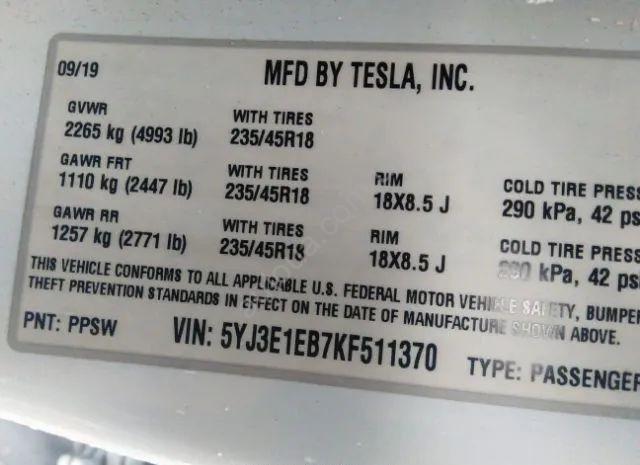 09/19 MFD BY TESLA, INC.
GVWR WITH TIRES
2265 kg (4993 lb) 235/45R18
GAWR FRT WITH TIRES RIM COLD TIRE PRESS
1110 kg (2447 lb) 235/45R18 18X8.5 J 290 kPa, 42 ps
GAWR RR WITH TIRES RIM COLD TIRE PRESS
1257 kg (2771 lb) 235/45R18 18X8.5 J 290 kPa, 42 ps
THIS VEHICLE CONFORMS TO ALL APPLICABLE U.S. FEDERAL MOTOR VEHICLE SAFETY, BUMPER
THEFT PREVENTION STANDARDS IN EFFECT ON THE DATE OF MANUFACTURE SHOWN ABOVE.
PNT: PPSW VIN: 5YJ3E1EB7KF511370 TYPE: PASSENGER